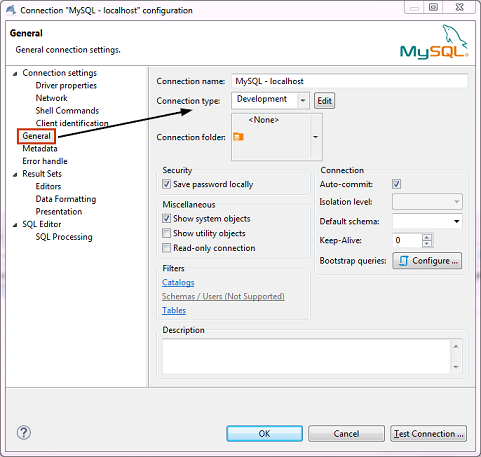 Connection "MySQL - localhost" configuration
General
General connection settings.
MySQL
Connection settings
Driver properties
Network
Shell Commands
Client identification
General
Metadata
Error handle
Result Sets
Editors
Data Formatting
Presentation
SQL Editor
SQL Processing
Connection name: MySQL - localhost
Connection type: Development Edit
Connection folder: <None>
Security
Save password locally
Miscellaneous
Show system objects
Show utility objects
Read-only connection
Filters
Catalogs
Schemas / Users (Not Supported)
Tables
Connection
Auto-commit:
Isolation level:
Default schema:
Keep-Alive: 0
Bootstrap queries: Configure ...
Description
? OK Cancel Test Connection ...